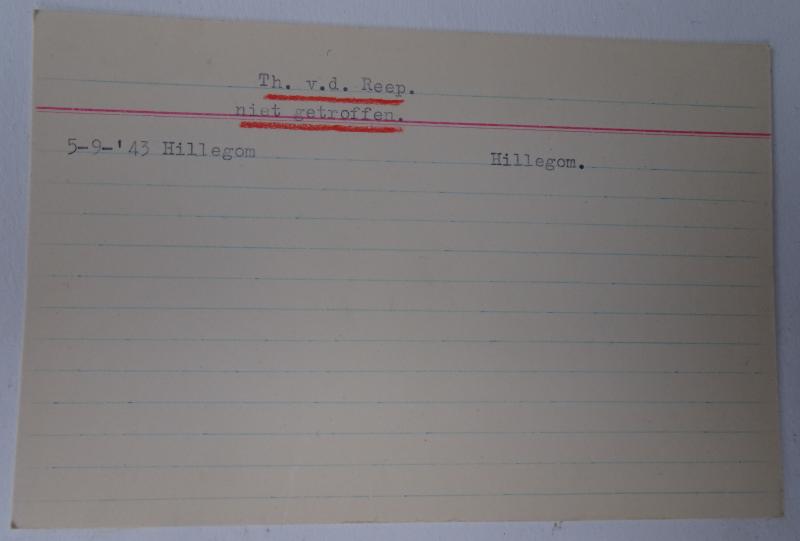 Th. v.d. Reep.
niet getroffen.
5-9-'43 Hillegom Hillegom.